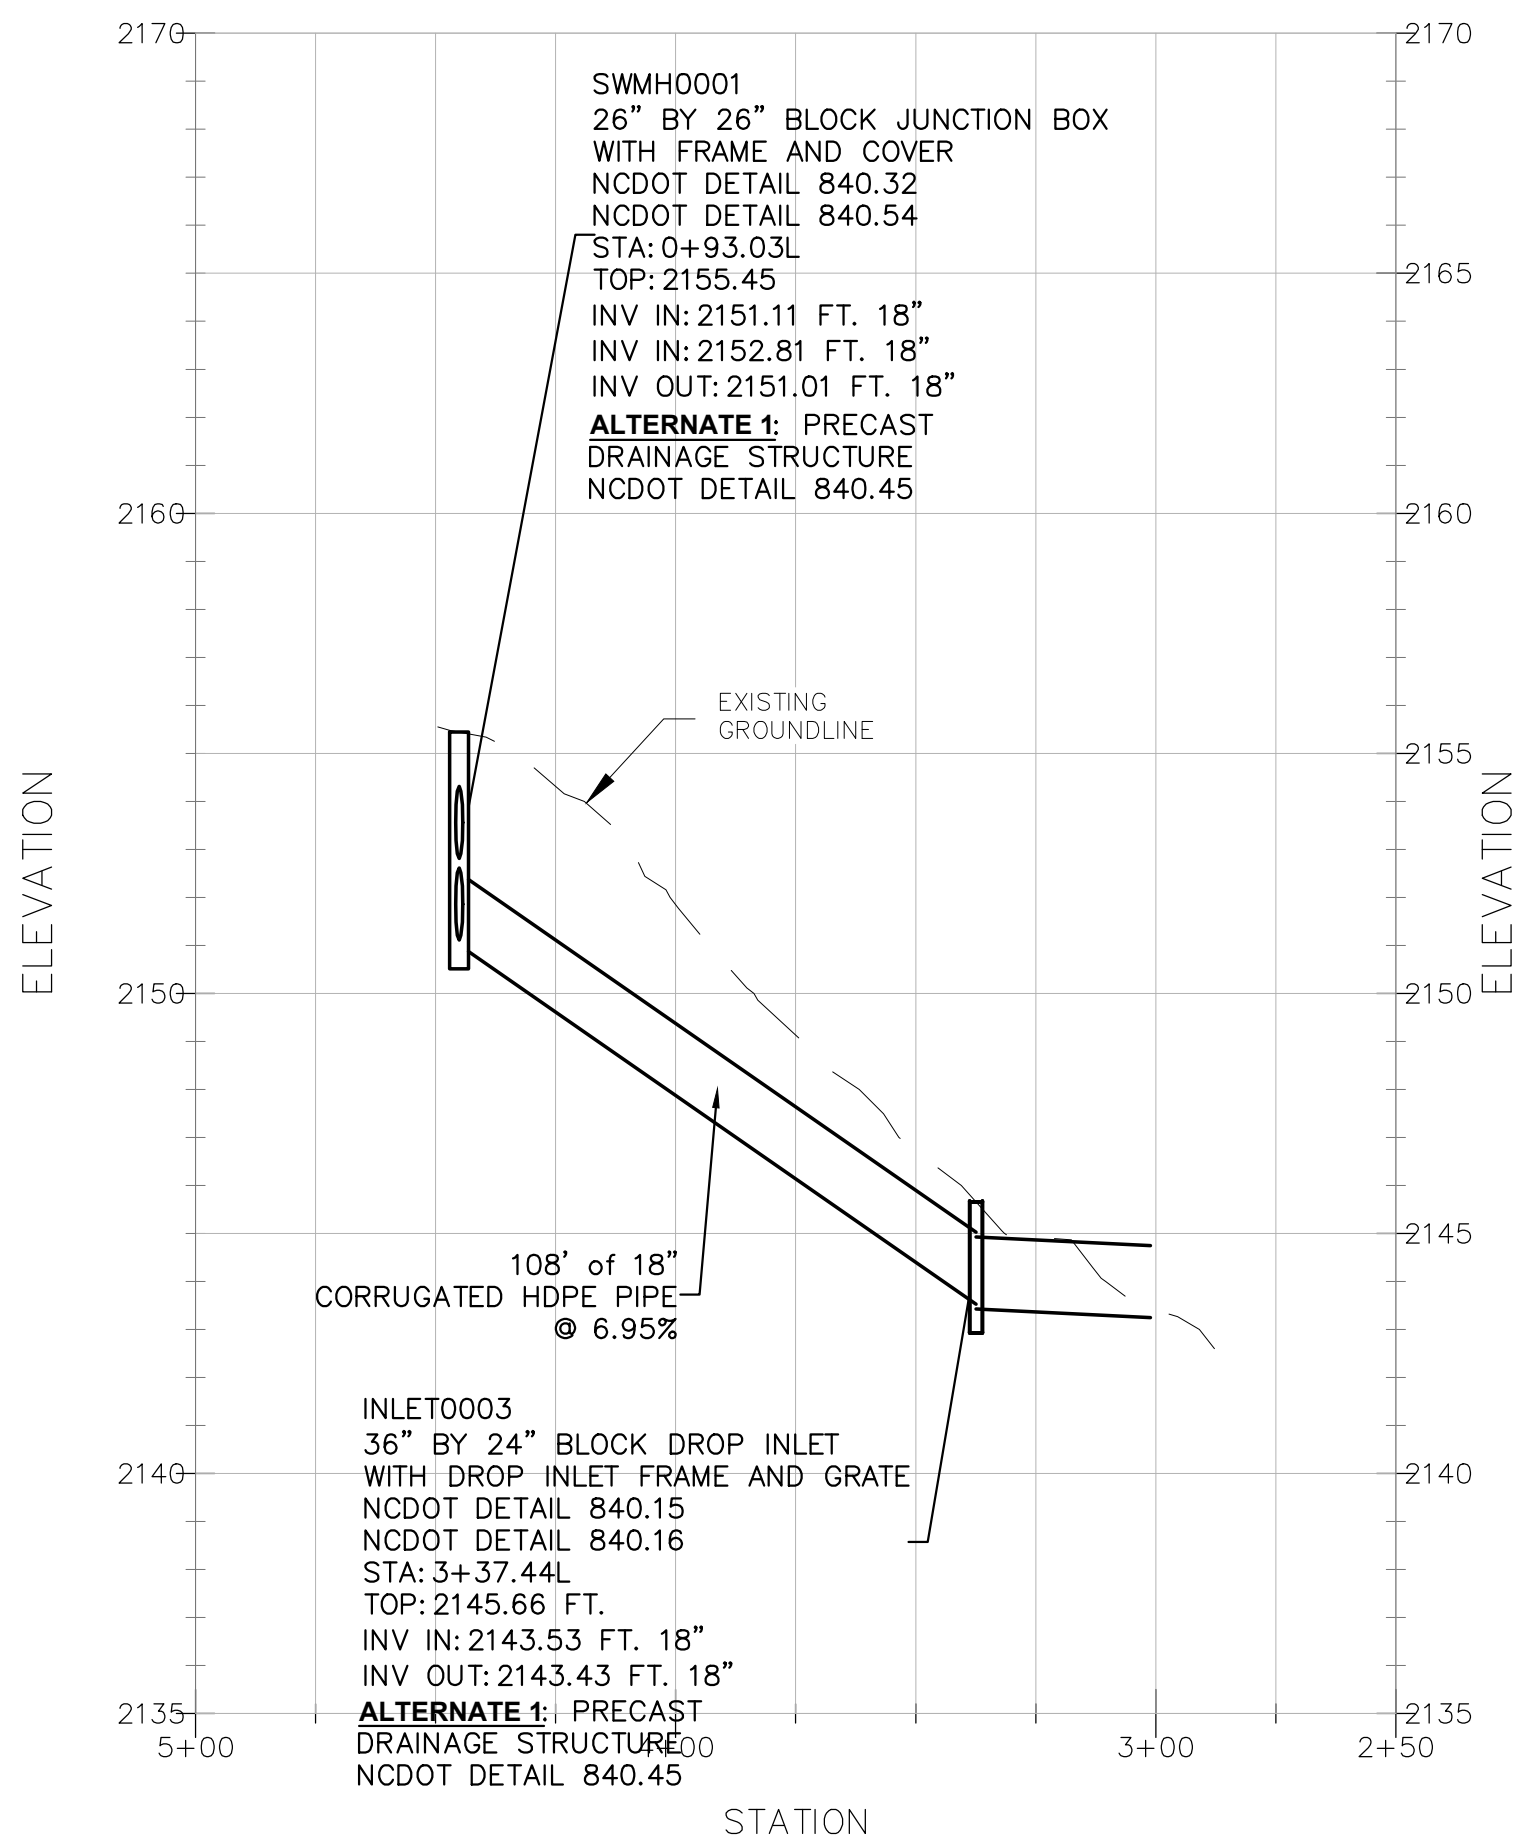 2170
2170
SWMH0001
26” BY 26” BLOCK JUNCTION BOX
WITH FRAME AND COVER
NCDOT DETAIL 840.32
NCDOT DETAIL 840.54
STA: 0+93.03L
TOP: 2155.45
INV IN: 2151.11 FT. 18”
INV IN: 2152.81 FT. 18”
INV OUT: 2151.01 FT. 18”
ALTERNATE 1: PRECAST
DRAINAGE STRUCTURE
NCDOT DETAIL 840.45
2165
2160
2160
EXISTING
GROUNDLINE
2155
ELEVATION
ELEVATION
2150
2150
2145
108’ of 18”
CORRUGATED HDPE PIPE
@ 6.95%
INLET0003
36” BY 24” BLOCK DROP INLET
WITH DROP INLET FRAME AND GRATE
NCDOT DETAIL 840.15
NCDOT DETAIL 840.16
STA: 3+37.44L
TOP: 2145.66 FT.
INV IN: 2143.53 FT. 18”
INV OUT: 2143.43 FT. 18”
ALTERNATE 1: PRECAST
DRAINAGE STRUCTURE
NCDOT DETAIL 840.45
2140
2140
2135
2135
5+00
4+00
3+00
2+50
STATION